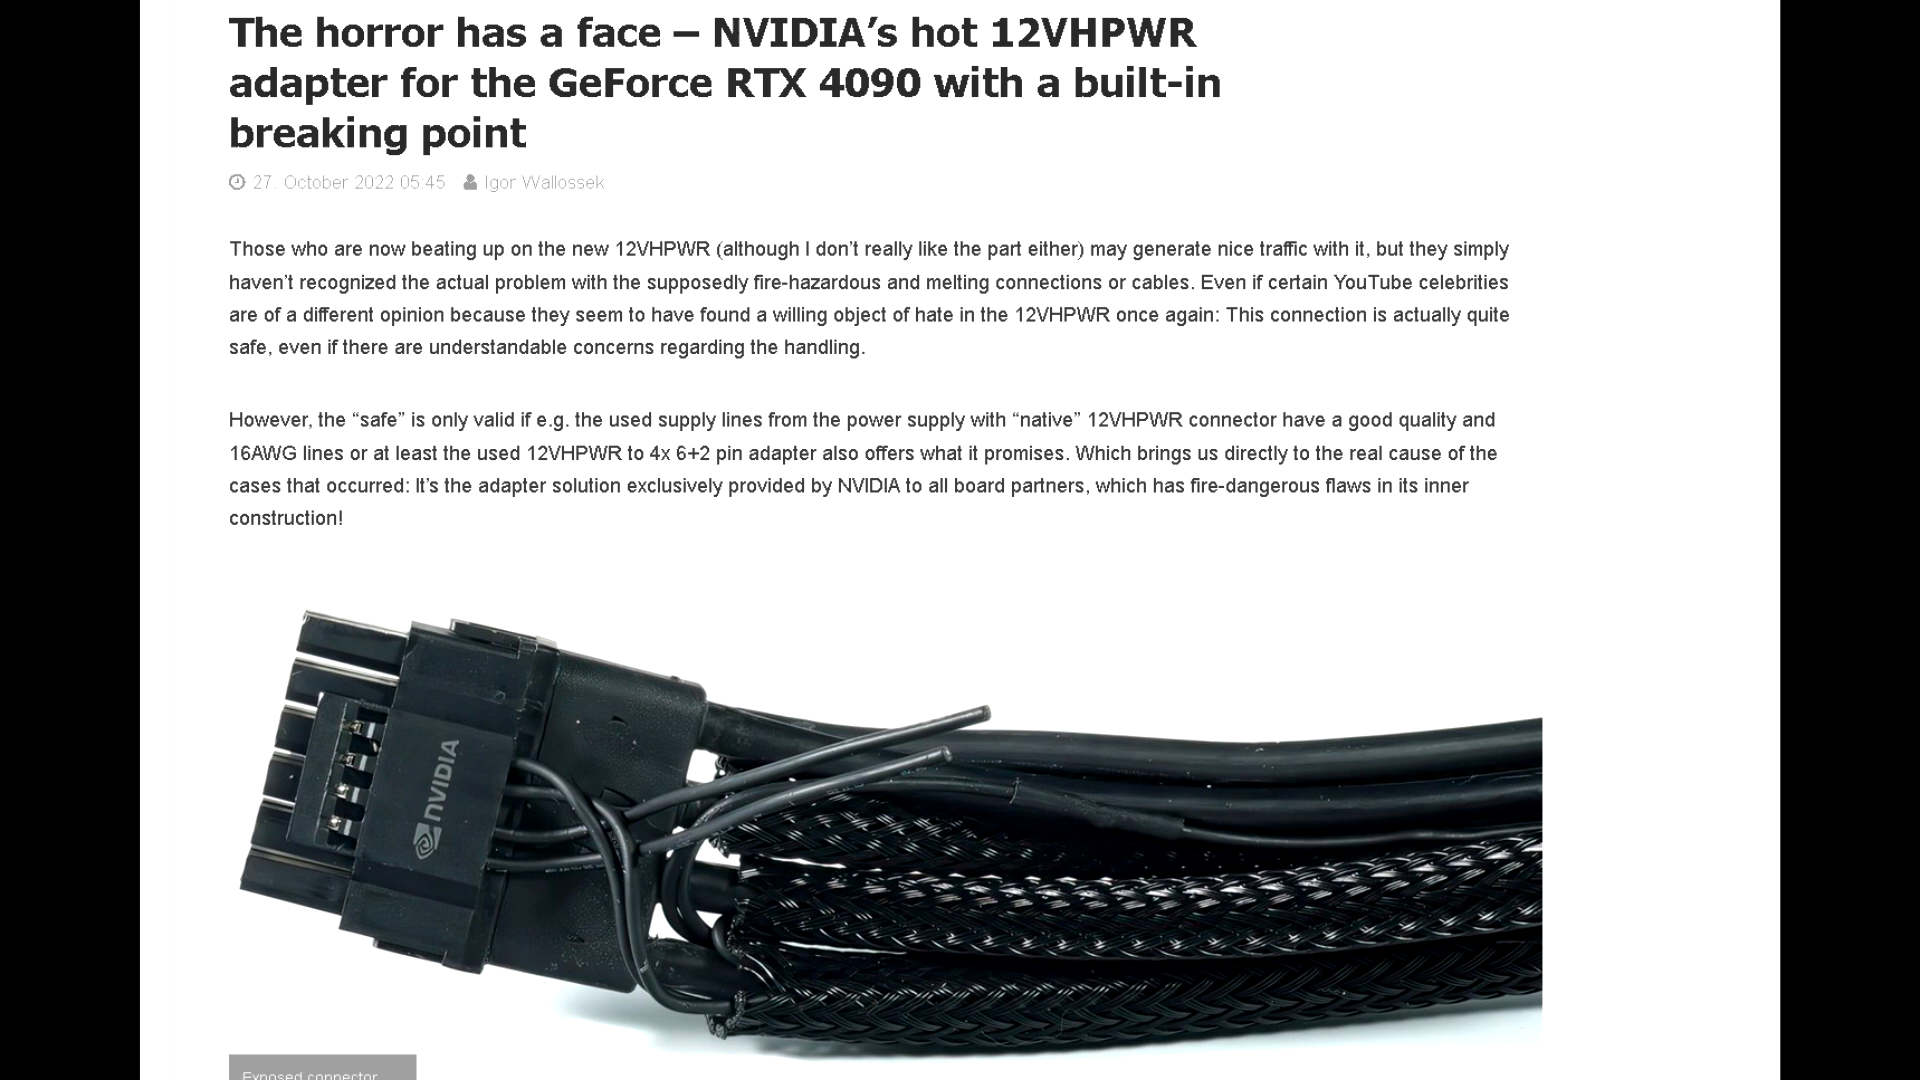 The horror has a face – NVIDIA’s hot 12VHPWR
adapter for the GeForce RTX 4090 with a built-in
breaking point
27. October 2022 05:45 Igor Wallossek
Those who are now beating up on the new 12VHPWR (although I don’t really like the part either) may generate nice traffic with it, but they simply
haven’t recognized the actual problem with the supposedly fire-hazardous and melting connections or cables. Even if certain YouTube celebrities
are of a different opinion because they seem to have found a willing object of hate in the 12VHPWR once again: This connection is actually quite
safe, even if there are understandable concerns regarding the handling.
However, the “safe” is only valid if e.g. the used supply lines from the power supply with “native” 12VHPWR connector have a good quality and
16AWG lines or at least the used 12VHPWR to 4x 6+2 pin adapter also offers what it promises. Which brings us directly to the real cause of the
cases that occurred: It’s the adapter solution exclusively provided by NVIDIA to all board partners, which has fire-dangerous flaws in its inner
construction!
NVIDIA
Exposed connector